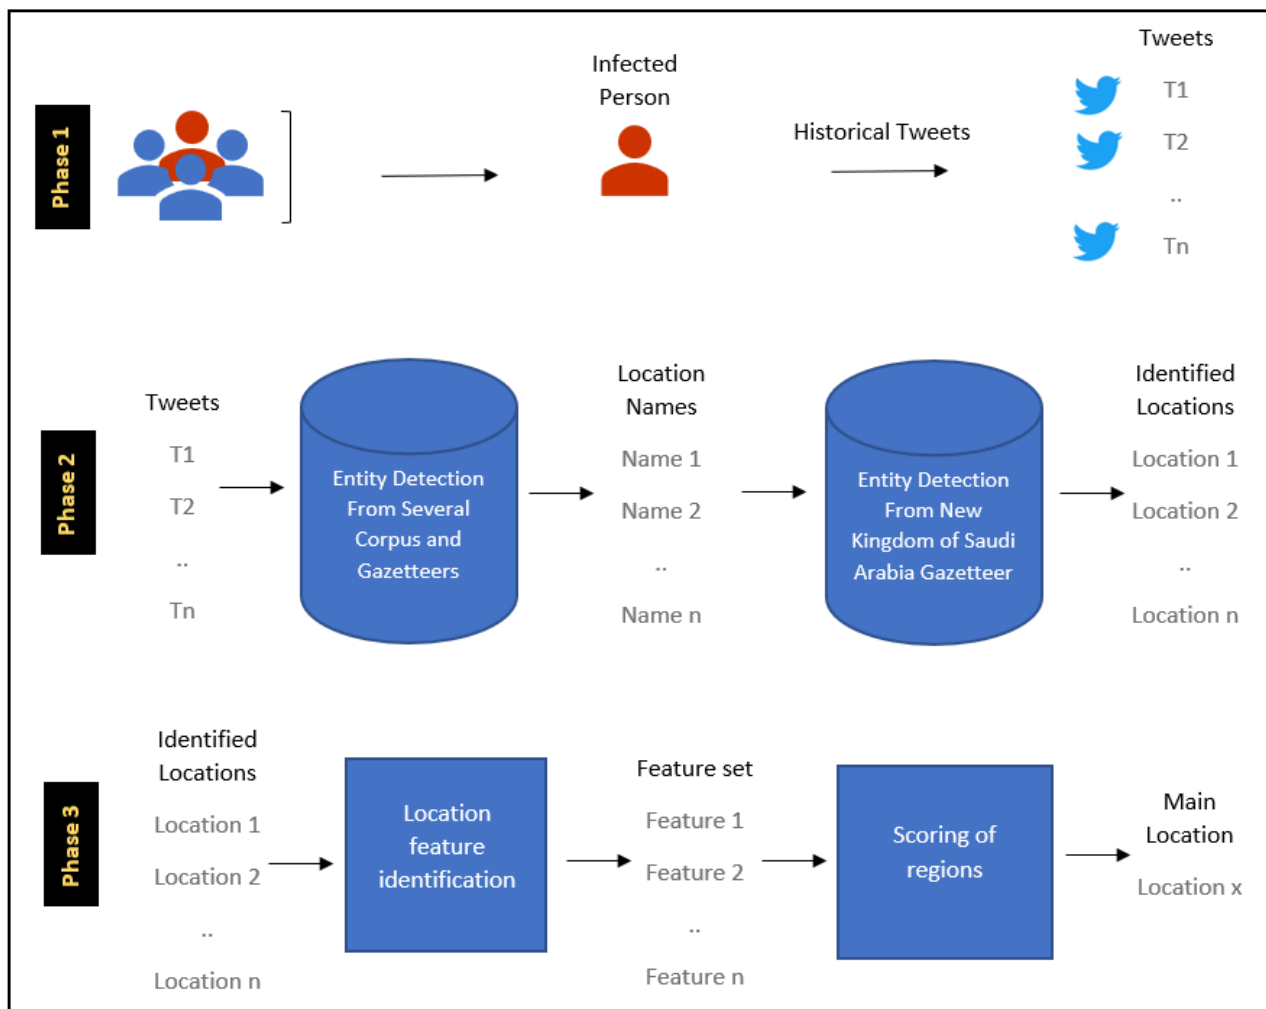 Phase 1
Infected
Person
Historical Tweets
Tweets
T1
T2
..
Tn
Phase 2
Tweets
T1
T2
..
Tn
Entity Detection
From Several
Corpus and
Gazetteers
Location
Names
Name 1
Name 2
..
Name n
Entity Detection
From New
Kingdom of Saudi
Arabia Gazetteer
Identified
Locations
Location 1
Location 2
..
Location n
Phase 3
Identified
Locations
Location 1
Location 2
..
Location n
Location
feature
identification
Feature set
Feature 1
Feature 2
..
Feature n
Scoring of
regions
Main
Location
Location x